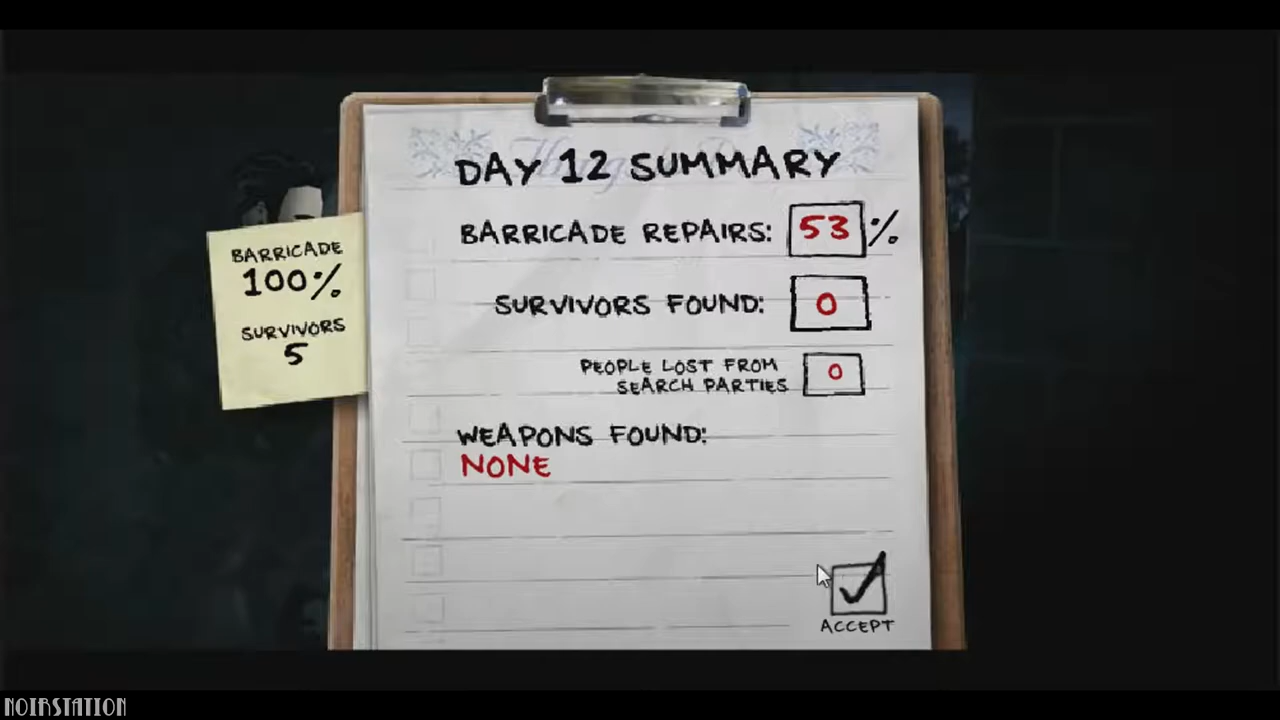 DAY 12 SUMMARY
BARRICADE REPAIRS: 53 %
SURVIVORS FOUND: 0
PEOPLE LOST FROM
SEARCH PARTIES 0
WEAPONS FOUND:
NONE
ACCEPT
BARRICADE
100%
SURVIVORS
5
NOIRSTATION